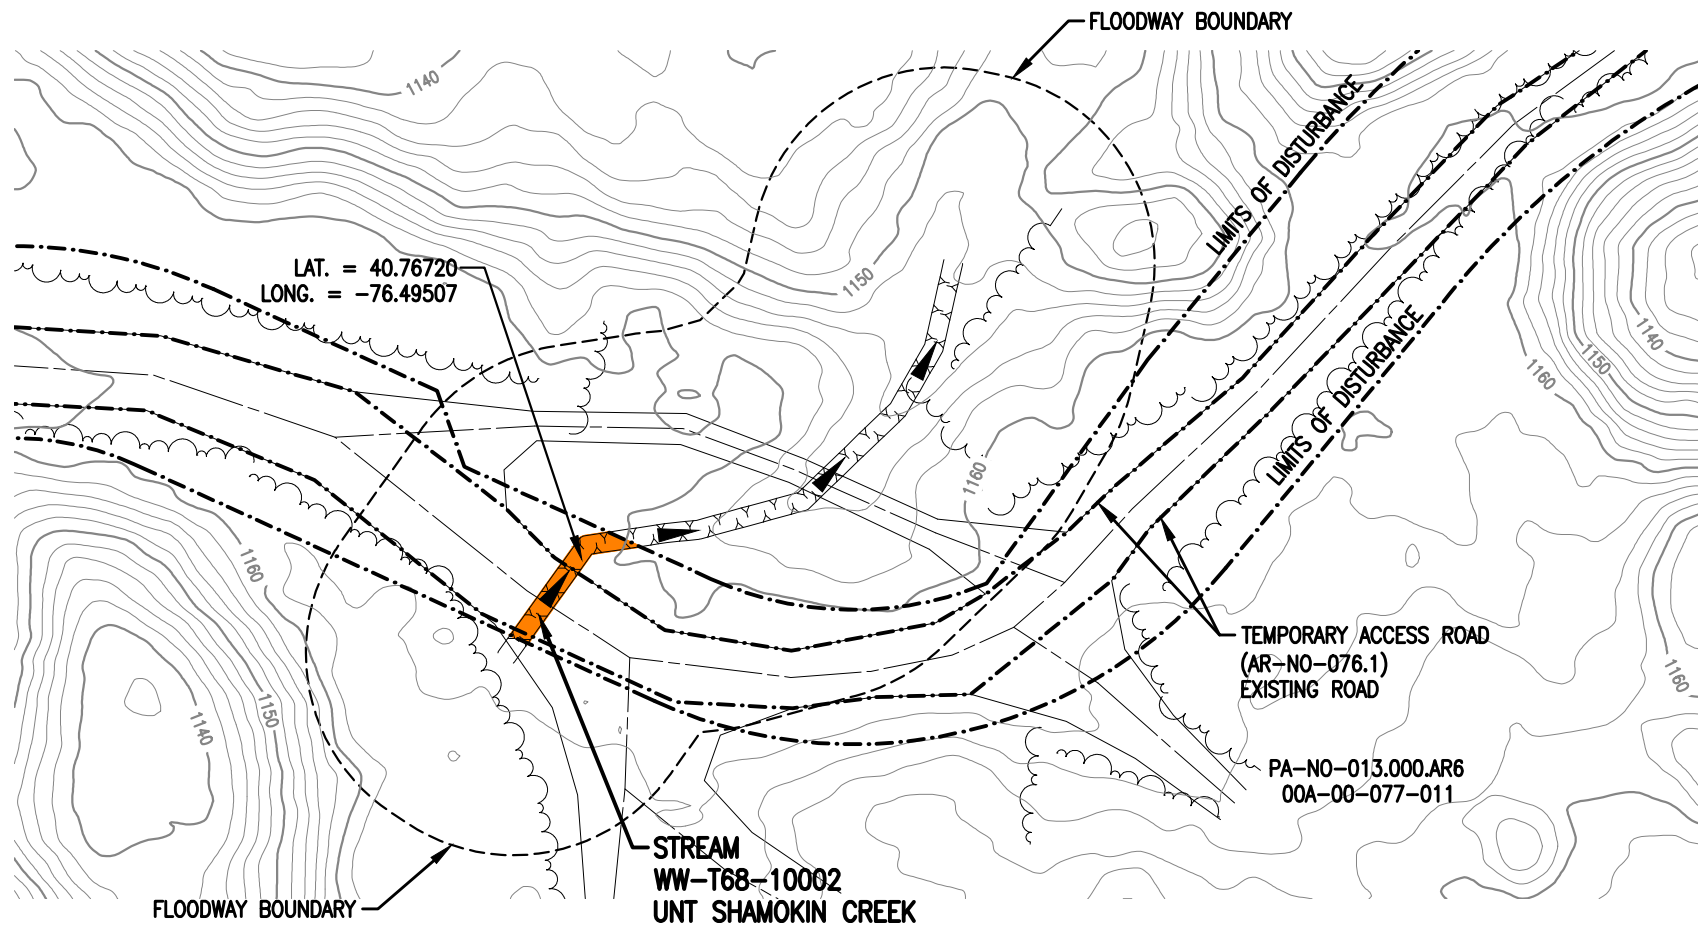 FLOODWAY BOUNDARY
1140
LIMITS OF DISTURBANCE
LAT. = 40.76720
LONG. = -76.49507
1150
LIMITS OF DISTURBANCE
1140
1150
1160
1160
1160
TEMPORARY ACCESS ROAD
(AR-NO-076.1)
EXISTING ROAD
1160
1150
1140
PA-NO-013.000.AR6
00A-00-077-011
STREAM
WW-T68-10002
UNT SHAMOKIN CREEK
FLOODWAY BOUNDARY